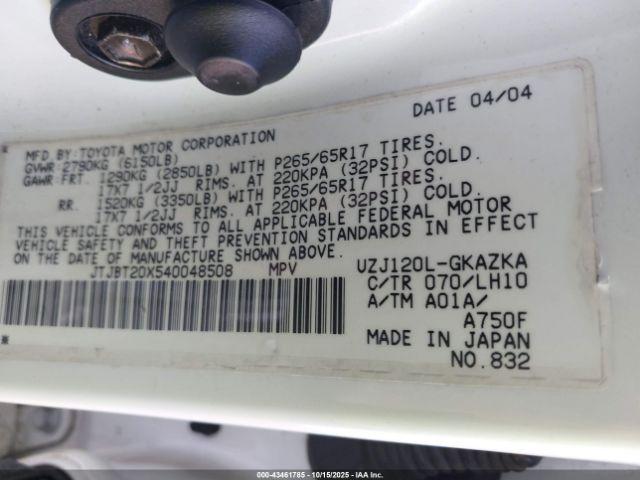 DATE 04/04
MFD. BY: TOYOTA MOTOR CORPORATION
GVWR: 2790KG (6150LB)
GAWR: FRT. 1290KG (2850LB) WITH P265/65R17 TIRES.
17X7 1/2JJ RIMS. AT 220KPA (32PSI) COLD.
RR. 1520KG (3350LB) WITH P265/65R17 TIRES.
17X7 1/2JJ RIMS. AT 220KPA (32PSI) COLD.
THIS VEHICLE CONFORMS TO ALL APPLICABLE FEDERAL MOTOR
VEHICLE SAFETY AND THEFT PREVENTION STANDARDS IN EFFECT
ON THE DATE OF MANUFACTURE SHOWN ABOVE.
JTJBT20X540048508 MPV UZJ120L-GKAZKA
C/TR 070/LH10
A/TM A01A/
A750F
MADE IN JAPAN
NO.832
00-43461785 - 10/15/2025 - © IAA, Inc.